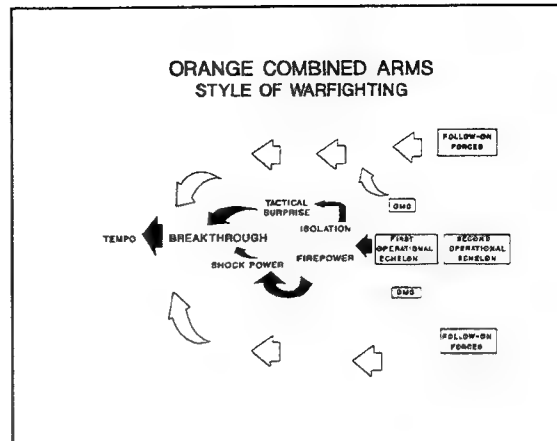 ORANGE COMBINED ARMS
STYLE OF WARFIGHTING
FOLLOW-ON
FORCES
OMG
TACTICAL
SURPRISE
ISOLATION
TEMPO
BREAKTHROUGH
SHOCK POWER
FIREPOWER
FIRST
OPERATIONAL
ECHELON
SECOND
OPERATIONAL
ECHELON
OMG
FOLLOW-ON
FORCES